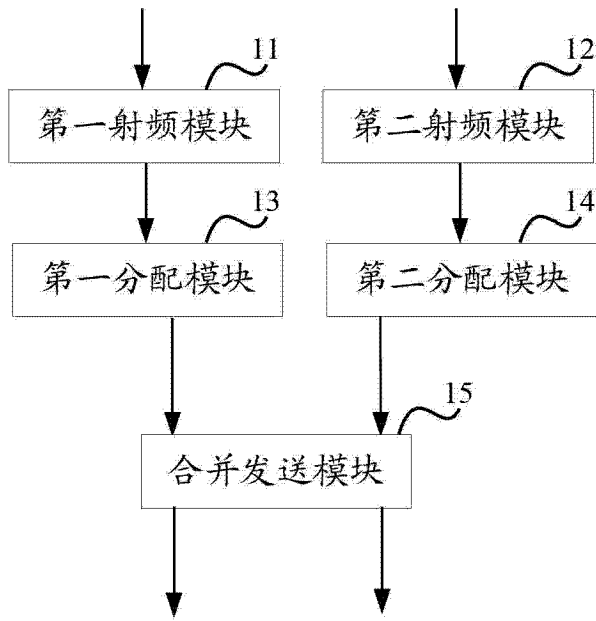 11
12
第一射频模块
第二射频模块
13
14
第一分配模块
第二分配模块
15
合并发送模块